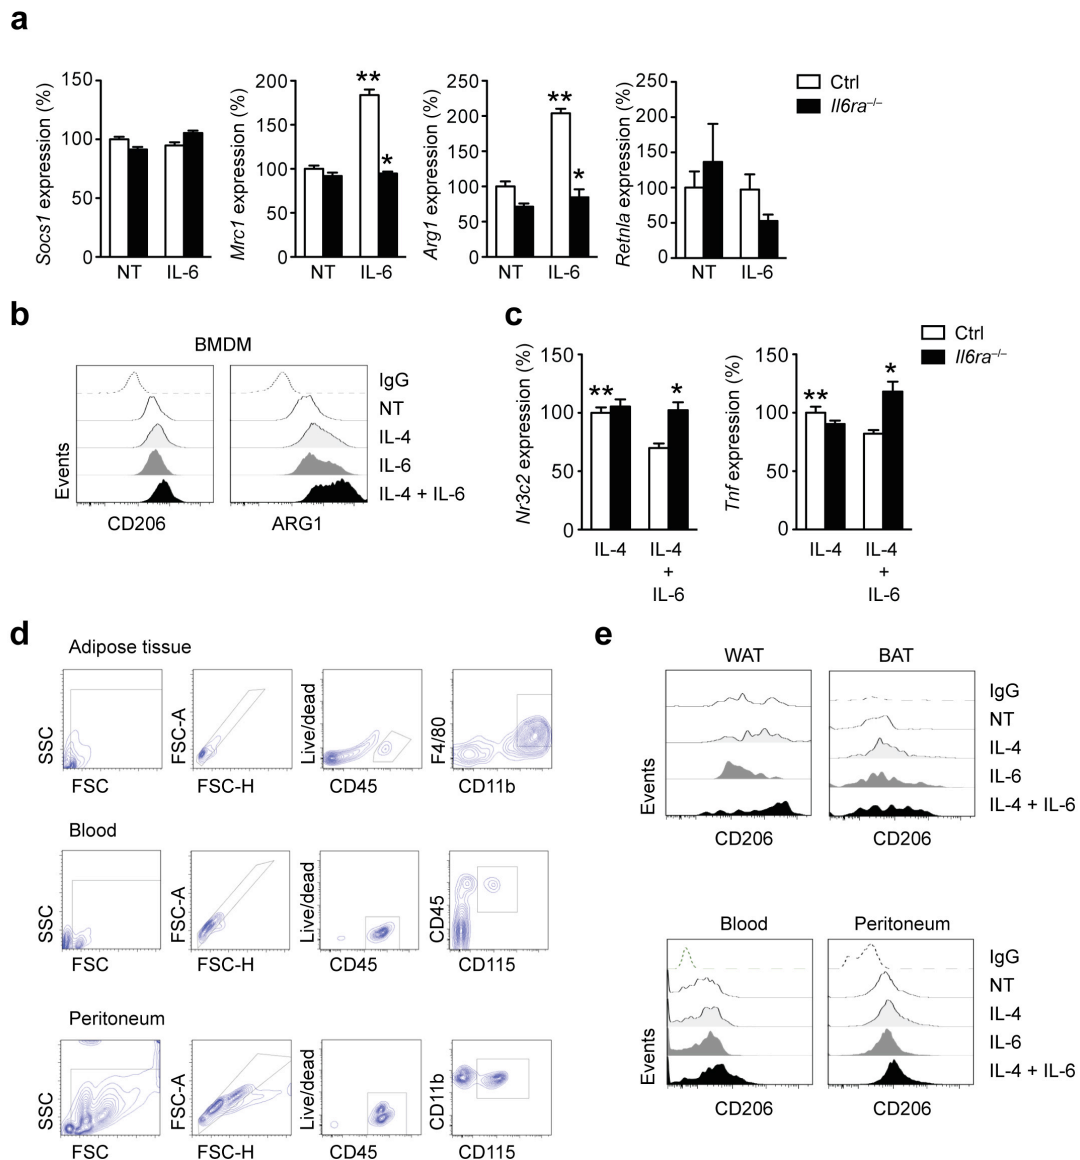 a
Socs1 expression (%)
150
100
50
0
NT IL-6
Mrc1 expression (%)
200
150
100
50
0
**
*
NT IL-6
Arg1 expression (%)
250
200
150
100
50
0
**
*
NT IL-6
Retnla expression (%)
250
200
150
100
50
0
NT IL-6
Ctrl
Il6ra–/–
b
BMDM
Events
IgG
NT
IL-4
IL-6
IL-4 + IL-6
CD206 ARG1
c
Ctrl
Il6ra–/–
Nr3c2 expression (%)
150
100
50
0
**
*
IL-4 IL-4
+
IL-6
Tnf expression (%)
150
100
50
0
**
*
IL-4 IL-4
+
IL-6
d
Adipose tissue
SSC
FSC
FSC-A
FSC-H
Live/dead
CD45
F4/80
CD11b
Blood
SSC
FSC
FSC-A
FSC-H
Live/dead
CD45
CD45
CD115
Peritoneum
SSC
FSC
FSC-A
FSC-H
Live/dead
CD45
CD11b
CD115
e
WAT BAT
Events
IgG
NT
IL-4
IL-6
IL-4 + IL-6
CD206 CD206
Blood Peritoneum
Events
IgG
NT
IL-4
IL-6
IL-4 + IL-6
CD206 CD206